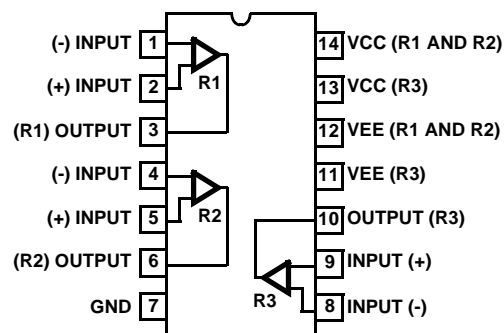 (-) INPUT 1
(+) INPUT 2
(R1) OUTPUT 3
(-) INPUT 4
(+) INPUT 5
(R2) OUTPUT 6
GND 7
R1
R2
R3
14 VCC (R1 AND R2)
13 VCC (R3)
12 VEE (R1 AND R2)
11 VEE (R3)
10 OUTPUT (R3)
9 INPUT (+)
8 INPUT (-)